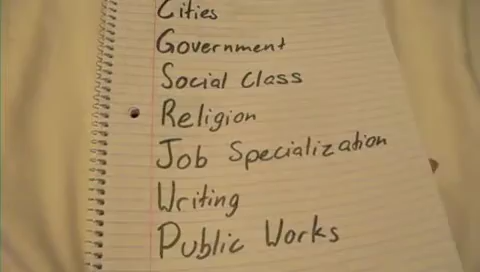 Cities
Government
Social Class
Religion
Job Specialization
Writing
Public Works